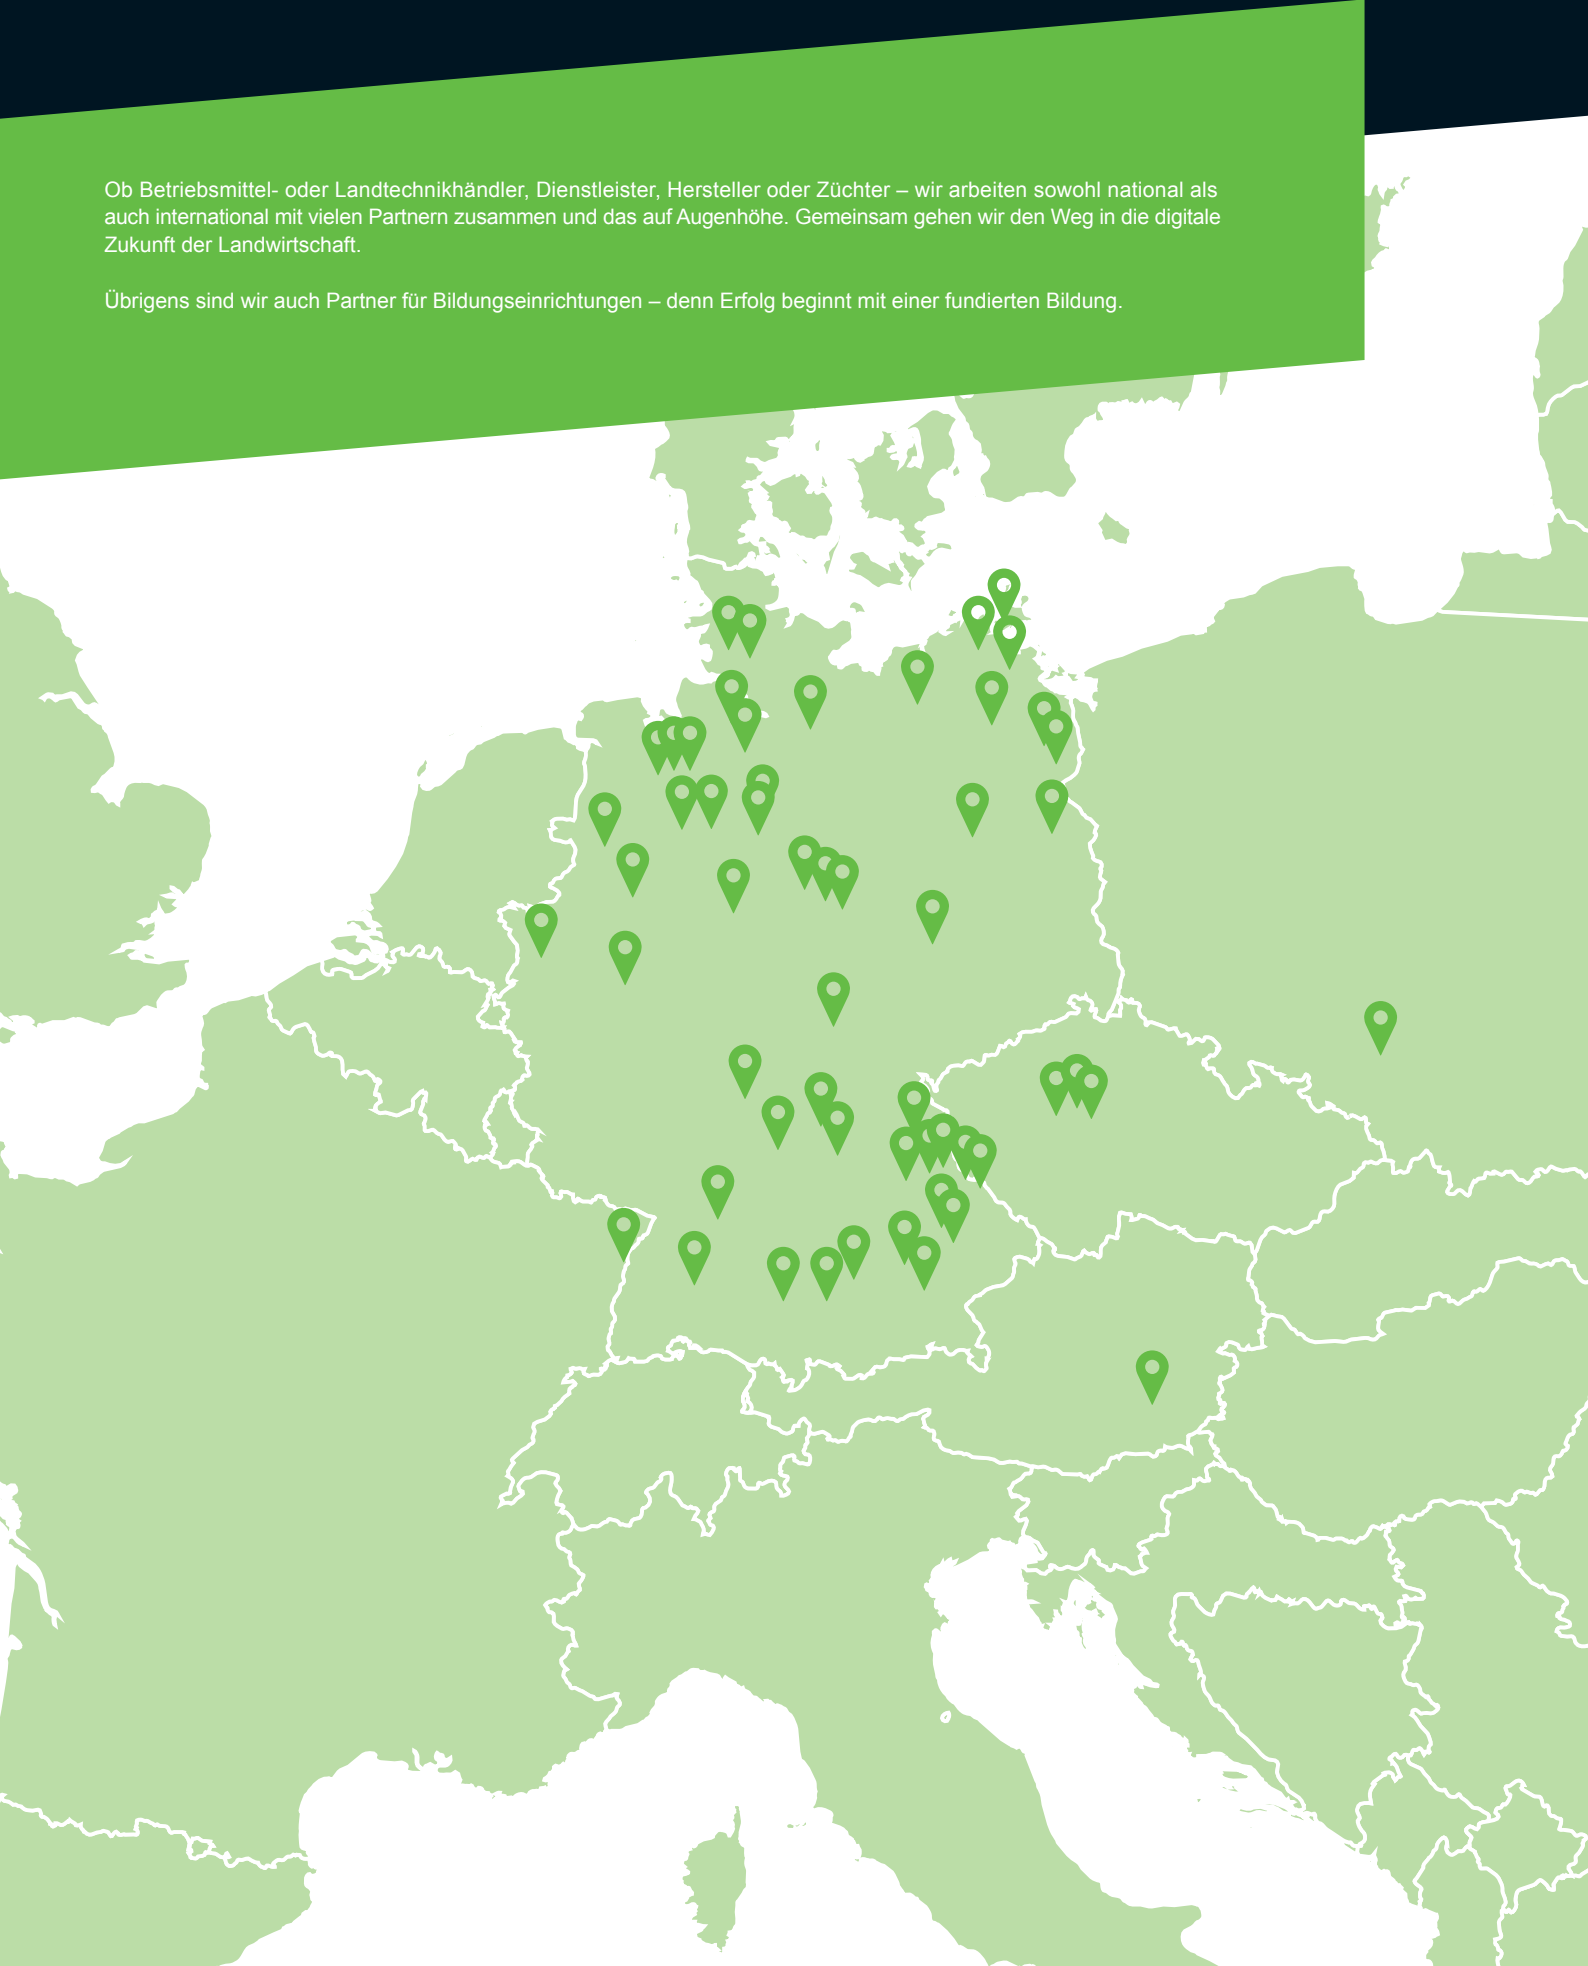 Ob Betriebsmittel- oder Landtechnikhändler, Dienstleister, Hersteller oder Züchter – wir arbeiten sowohl national als
auch international mit vielen Partnern zusammen und das auf Augenhöhe. Gemeinsam gehen wir den Weg in die digitale
Zukunft der Landwirtschaft.
Übrigens sind wir auch Partner für Bildungseinrichtungen – denn Erfolg beginnt mit einer fundierten Bildung.